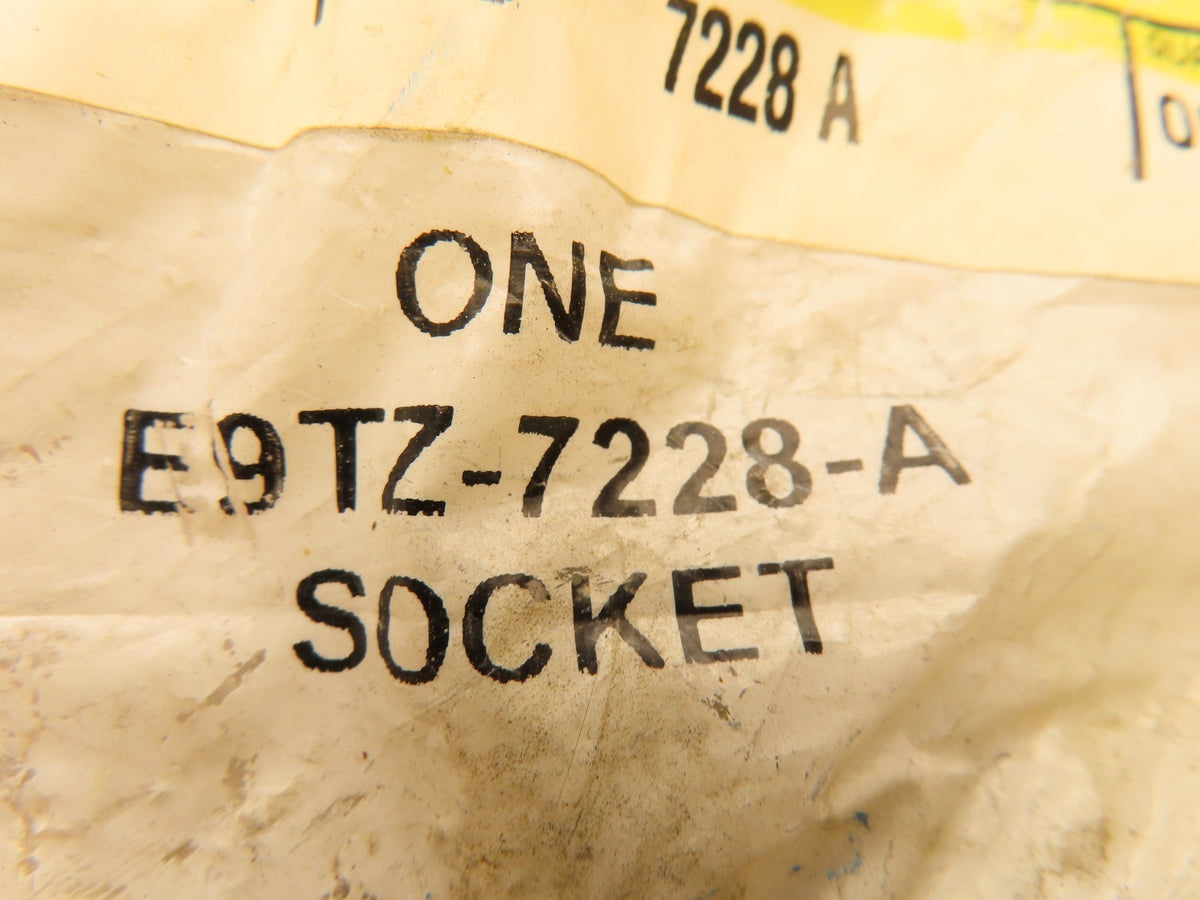 7228 A
ONE
E9TZ-7228-A
SOCKET